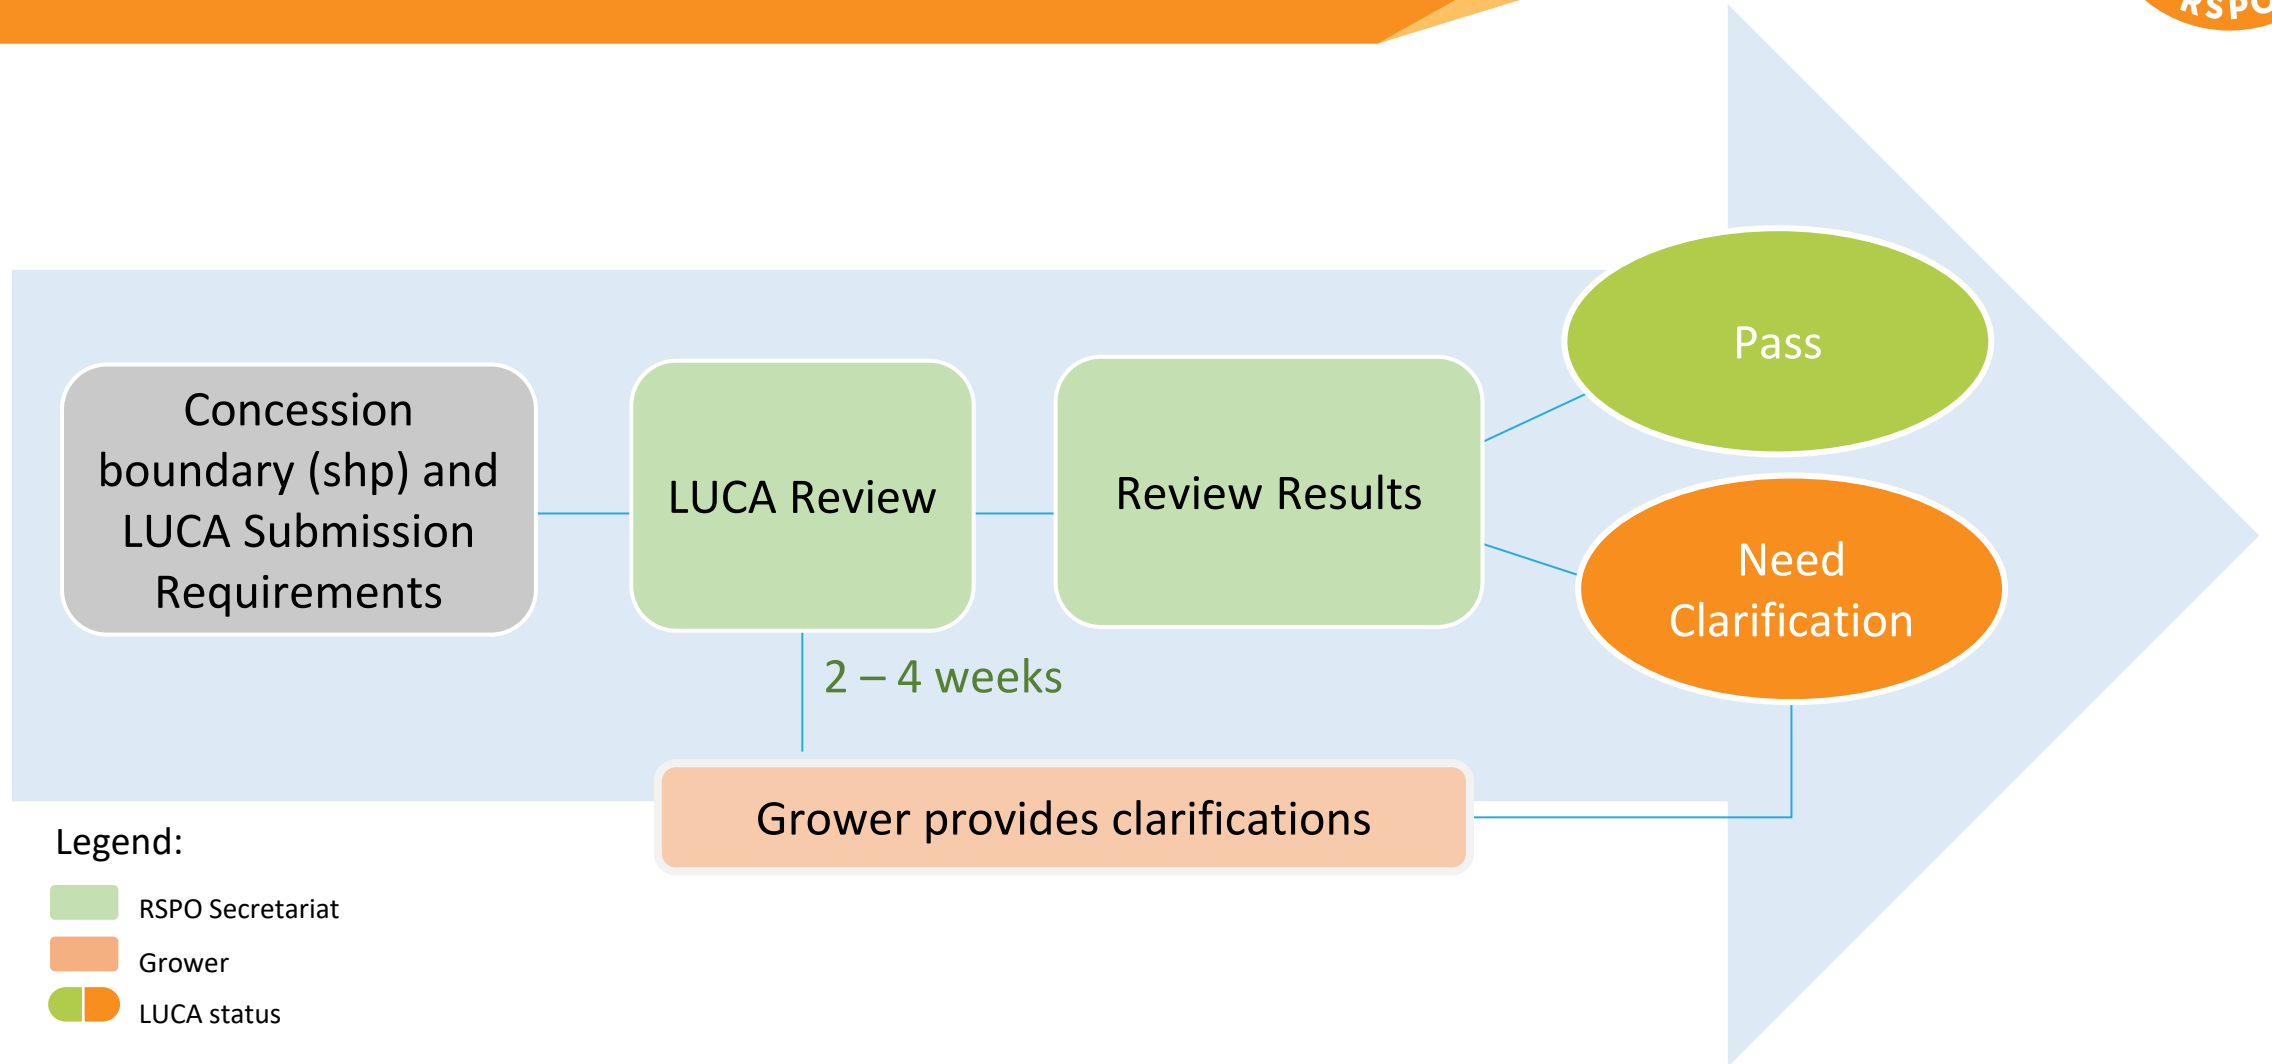 RSPO
Concession
boundary (shp) and
LUCA Submission
Requirements
LUCA Review
Review Results
Pass
Need
Clarification
2 – 4 weeks
Grower provides clarifications
Legend:
RSPO Secretariat
Grower
LUCA status